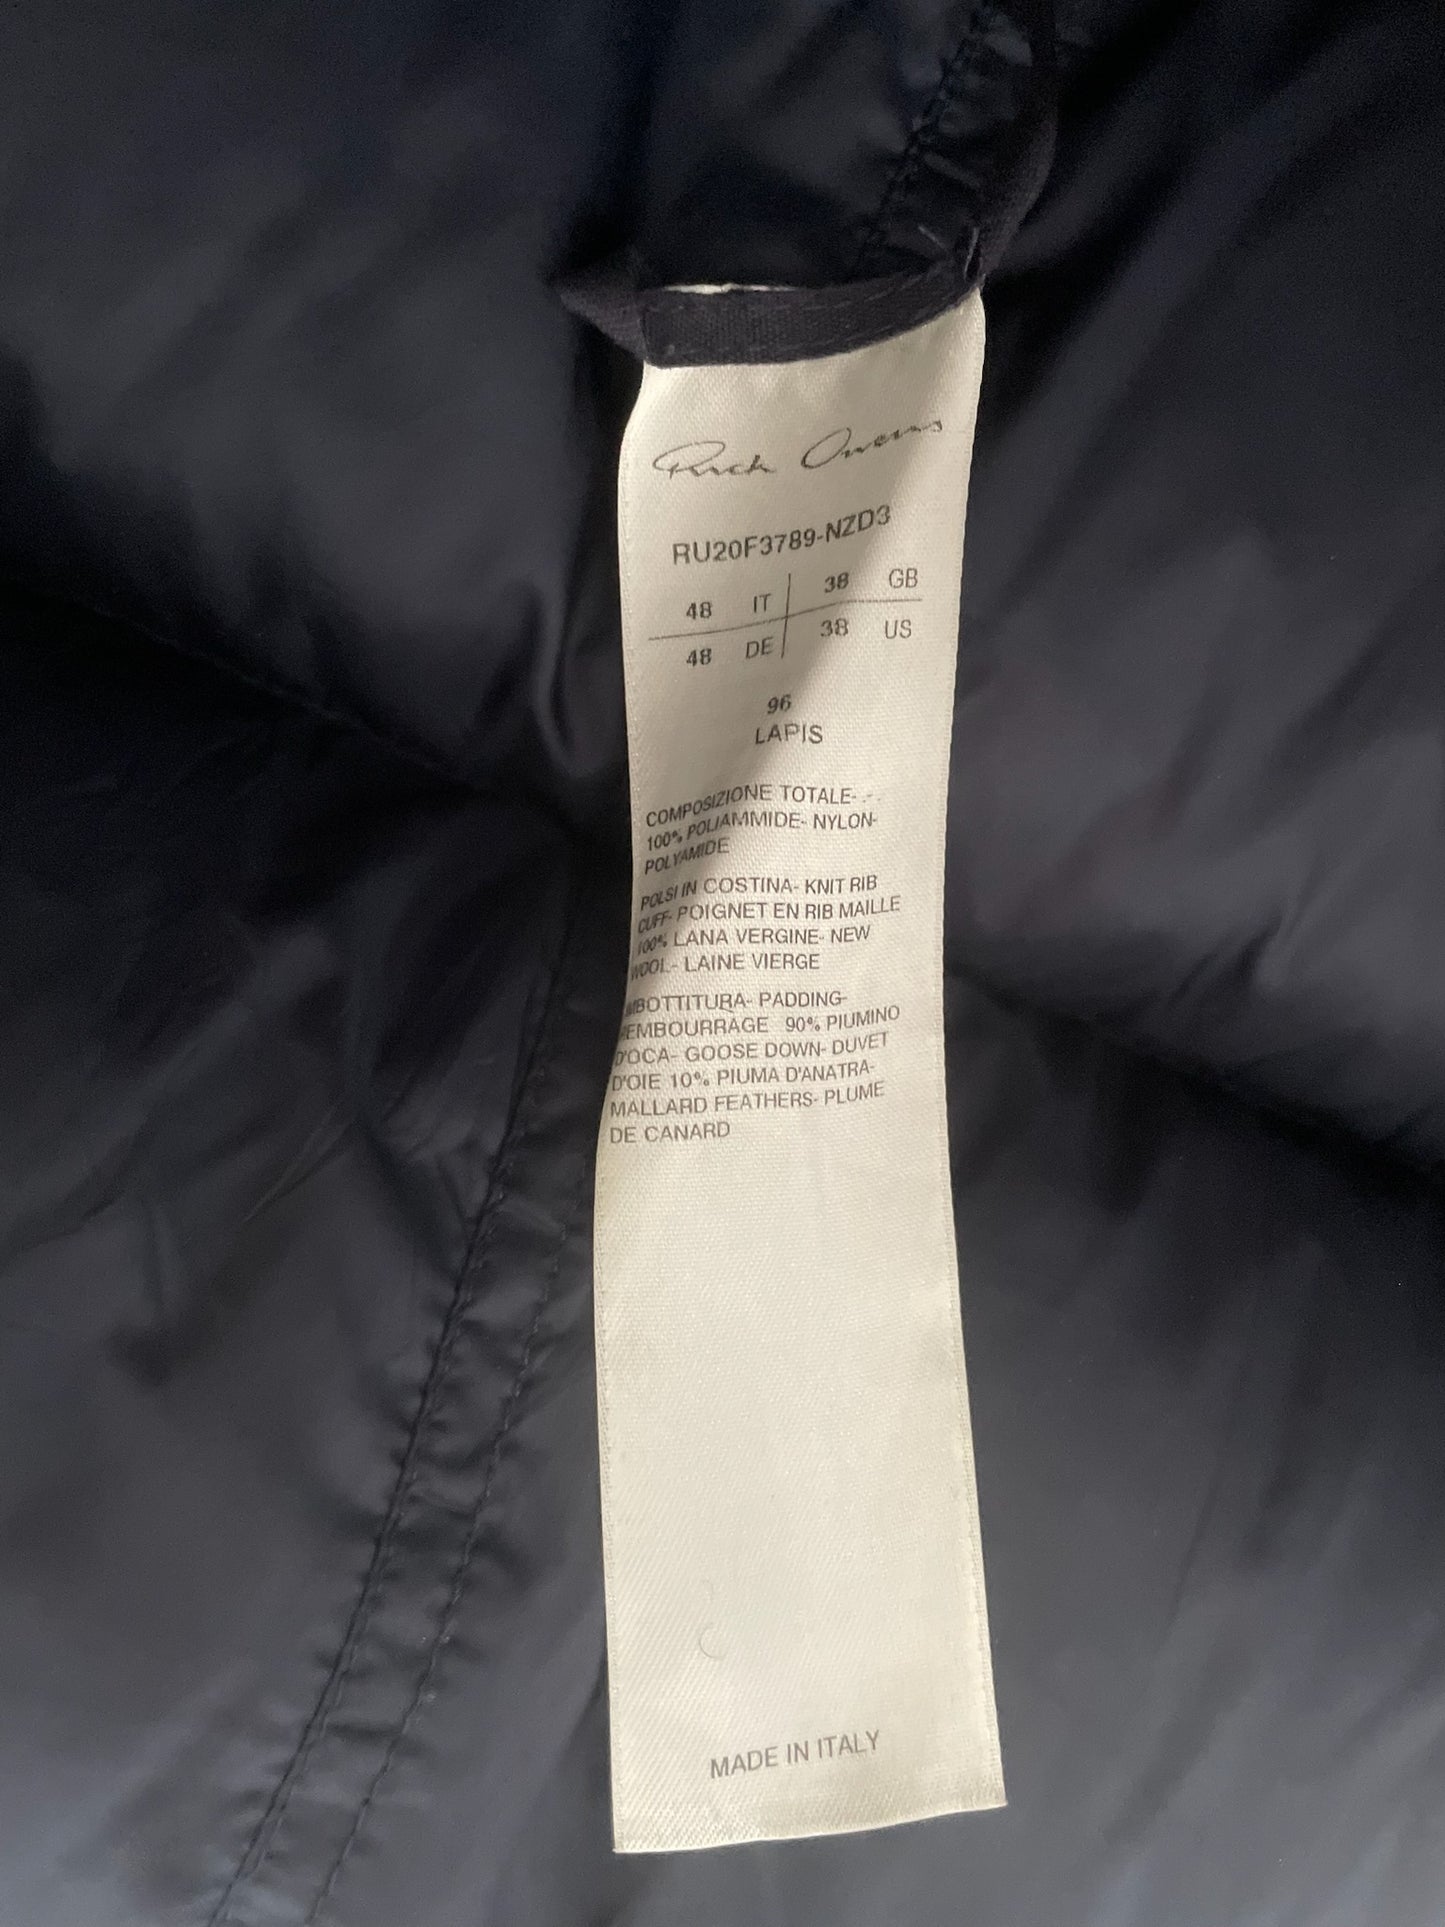 Rick Owens
RU20F3789-NZD3
48 IT 38 GB
48 DE 38 US
96
LAPIS
COMPOSIZIONE TOTALE-
100% POLIAMMIDE- NYLON-
POLYAMIDE
POLSI IN COSTINA- KNIT RIB
CUFF- POIGNET EN RIB MAILLE
100% LANA VERGINE- NEW
WOOL- LAINE VIERGE
PADDING-
90% PIUMINO
D'OCA- GOOSE DOWN- DUVET
D'OIE 10% PIUMA D'ANATRA-
MALLARD FEATHERS- PLUME
DE CANARD
MADE IN ITALY